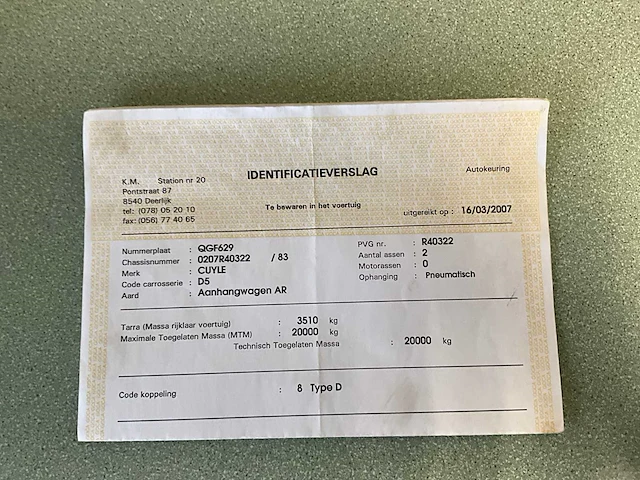 IDENTIFICATIEVERSLAG
Autokeuring
K.M. Station nr 20
Pontstraat 87
8540 Deerlijk
tel: (078) 05 20 10
fax: (056) 77 40 65
Te bewaren in het voertuig
uitgereikt op : 16/03/2007
Nummerplaat : QGF629
Chassisnummer : 0207R40322 / 83
Merk : CUYLE
Code carrosserie : D5
Aard : Aanhangwagen AR
PVG nr. : R40322
Aantal assen : 2
Motorassen : 0
Ophanging : Pneumatisch
Tarra (Massa rijklaar voertuig) : 3510 kg
Maximale Toegelaten Massa (MTM) : 20000 kg
Technisch Toegelaten Massa : 20000 kg
Code koppeling : 8 Type D